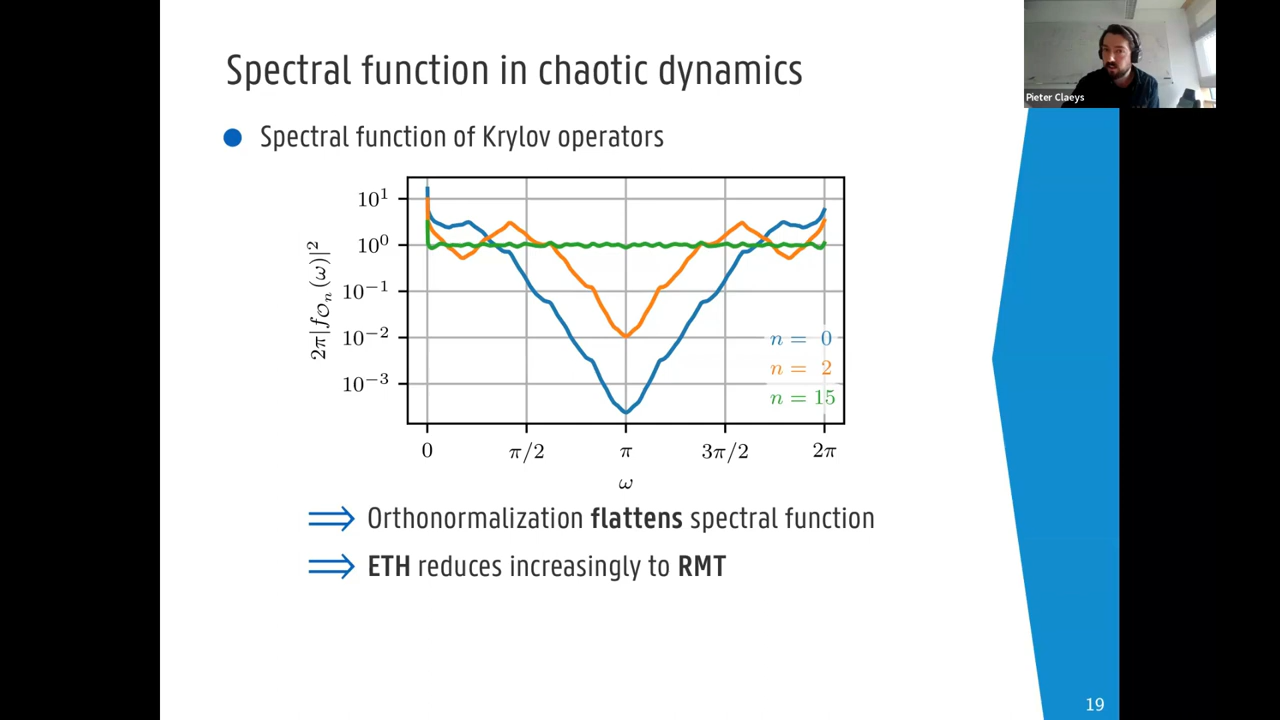 Spectral function in chaotic dynamics
Pieter Claeys
● Spectral function of Krylov operators
2π|f_{𝒪_n}(ω)|²
10¹
10⁰
10⁻¹
10⁻²
10⁻³
n = 0
n = 2
n = 15
0 π/2 π 3π/2 2π
ω
⟹ Orthonormalization flattens spectral function
⟹ ETH reduces increasingly to RMT
19